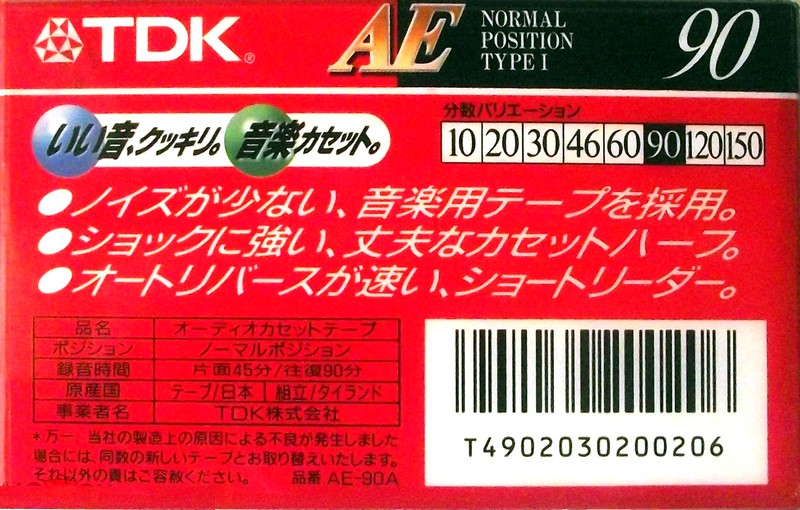 TDK® AE NORMAL POSITION TYPE I 90
いい音、クッキリ。音楽カセット。
分数バリエーション
10 20 30 46 60 90 120 150
●ノイズが少ない、音楽用テープを採用。
●ショックに強い、丈夫なカセットハーフ。
●オートリバースが速い、ショートリーダー。
品名 オーディオカセットテープ
ポジション ノーマルポジション
録音時間 片面45分/往復90分
原産国 テープ/日本 組立/タイランド
事業者名 TDK株式会社
*万一、当社の製造上の原因による不良が発生しました
場合には、同数の新しいテープとお取り替えいたします。
それ以外の責はご容赦ください。 品番 AE-90A
T4902030200206